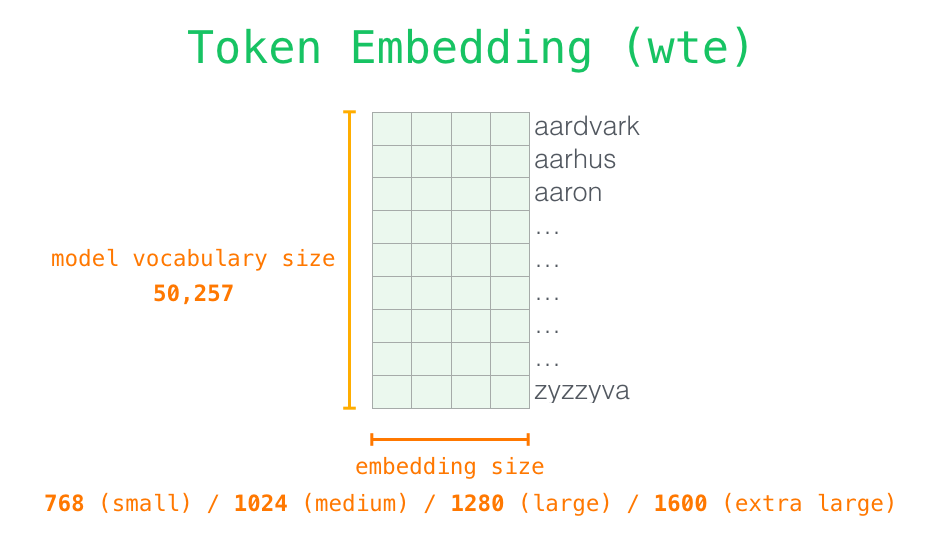 Token Embedding (wte)
aardvark
aarhus
aaron
...
...
...
...
...
zyzzyva
model vocabulary size
50,257
embedding size
768 (small) / 1024 (medium) / 1280 (large) / 1600 (extra large)